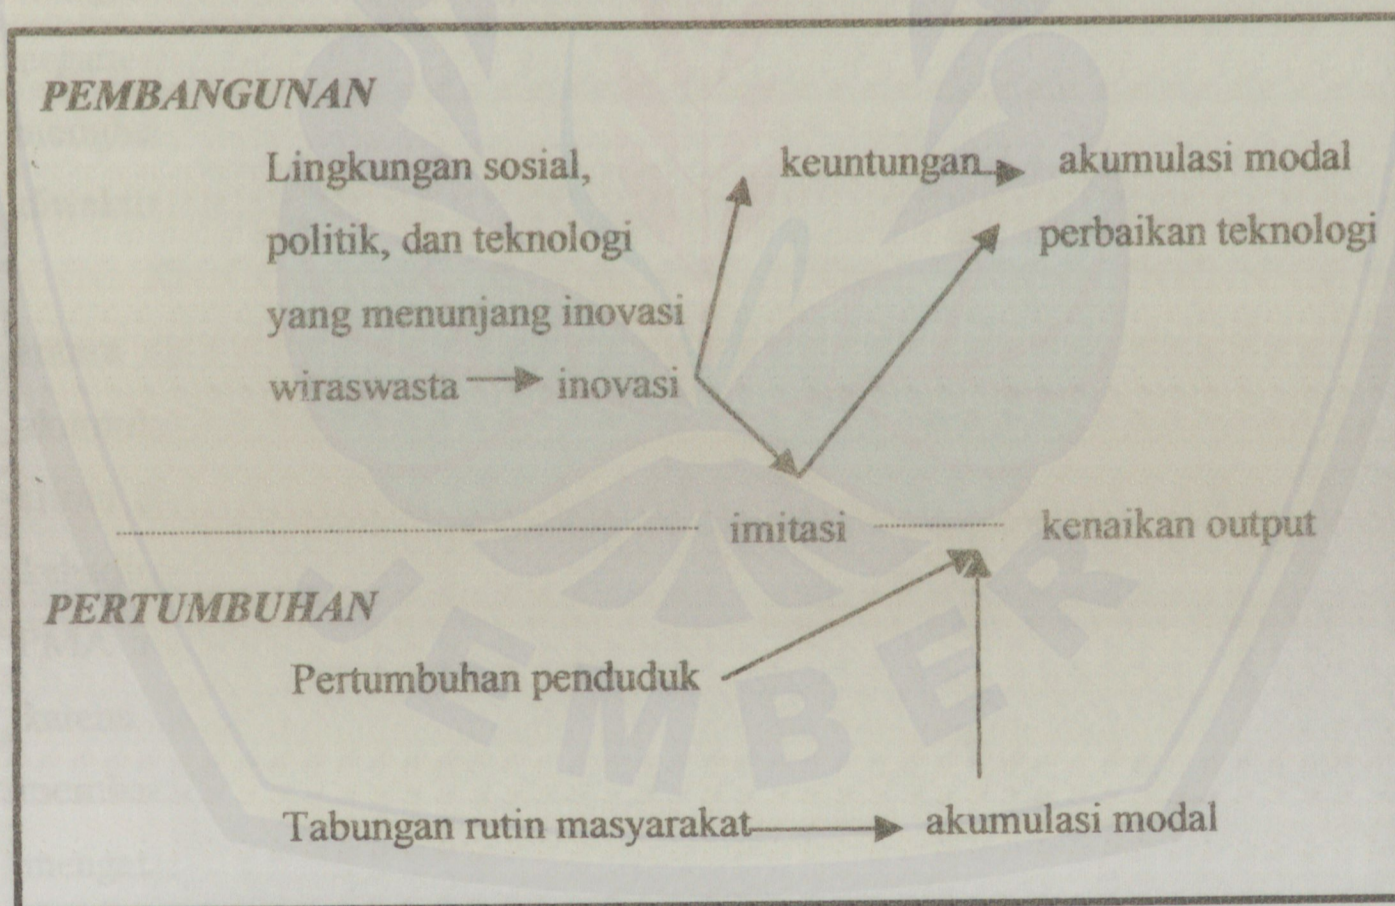 PEMBANGUNAN
Lingkungan sosial,
keuntungan
akumulasi modal
politik, dan teknologi
perbaikan teknologi
yang menunjang inovasi
wiraswasta
inovasi
imitasi
kenaikan output
PERTUMBUHAN
Pertumbuhan penduduk
Tabungan rutin masyarakat
akumulasi modal
JEMBER